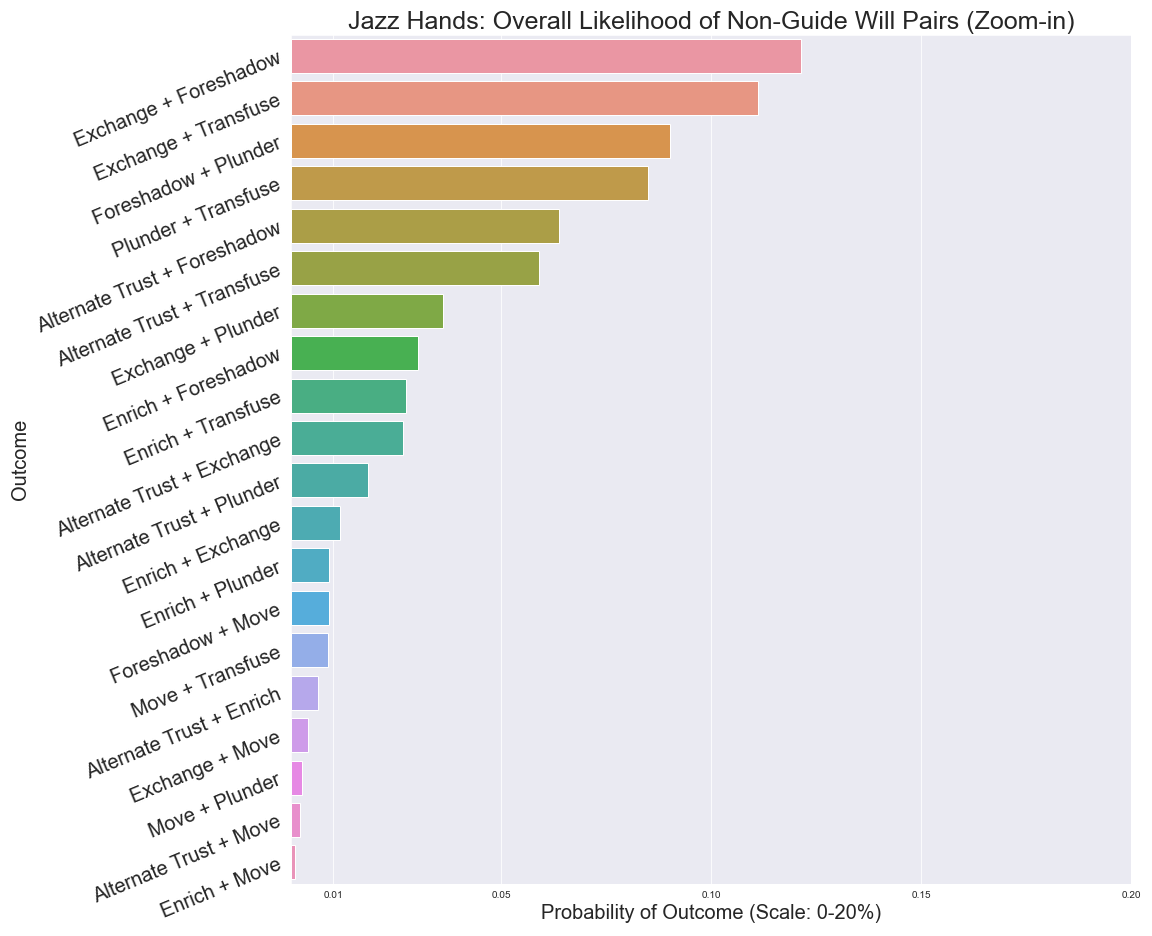 Jazz Hands: Overall Likelihood of Non-Guide Will Pairs (Zoom-in)
Outcome
Exchange + Foreshadow
Exchange + Transfuse
Foreshadow + Plunder
Plunder + Transfuse
Alternate Trust + Foreshadow
Alternate Trust + Transfuse
Exchange + Plunder
Enrich + Foreshadow
Enrich + Transfuse
Alternate Trust + Exchange
Alternate Trust + Plunder
Enrich + Exchange
Enrich + Plunder
Foreshadow + Move
Move + Transfuse
Alternate Trust + Enrich
Exchange + Move
Move + Plunder
Alternate Trust + Move
Enrich + Move
0.01 0.05 0.10 0.15 0.20
Probability of Outcome (Scale: 0-20%)